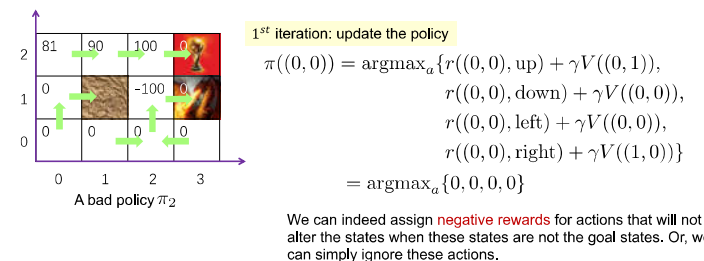 2 81 90 100 0
1 0 -100 0
0 0 0 0 0
0 1 2 3
A bad policy π₂
1ˢᵗ iteration: update the policy
π((0, 0)) = argmaxₐ{r((0, 0), up) + γV((0, 1)),
r((0, 0), down) + γV((0, 0)),
r((0, 0), left) + γV((0, 0)),
r((0, 0), right) + γV((1, 0))}
= argmaxₐ{0, 0, 0, 0}
We can indeed assign negative rewards for actions that will not
alter the states when these states are not the goal states. Or,
can simply ignore these actions.